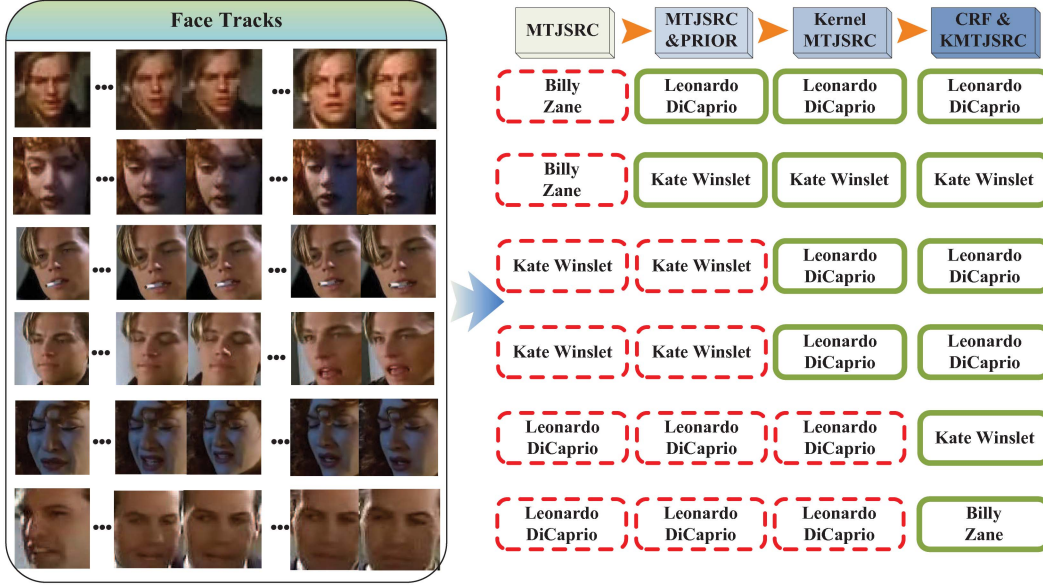 Face Tracks
MTJSRC
MTJSRC
&PRIOR
Kernel
MTJSRC
CRF &
KMTJSRC
Billy
Zane
Leonardo
DiCaprio
Leonardo
DiCaprio
Leonardo
DiCaprio
Billy
Zane
Kate Winslet
Kate Winslet
Kate Winslet
Kate Winslet
Kate Winslet
Leonardo
DiCaprio
Leonardo
DiCaprio
Kate Winslet
Kate Winslet
Leonardo
DiCaprio
Leonardo
DiCaprio
Leonardo
DiCaprio
Leonardo
DiCaprio
Leonardo
DiCaprio
Kate Winslet
Leonardo
DiCaprio
Leonardo
DiCaprio
Leonardo
DiCaprio
Billy
Zane